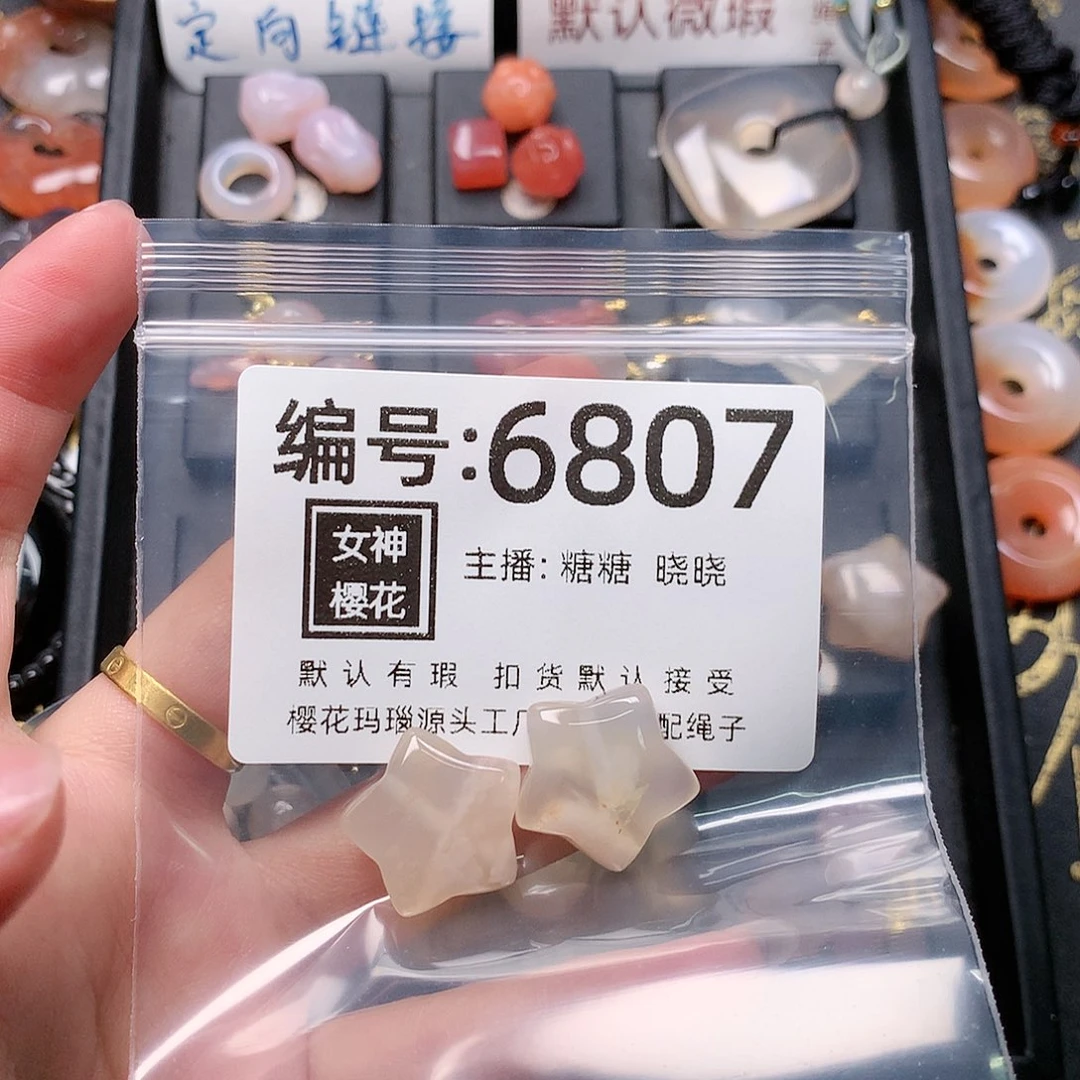 定向链接
默认微瑕
子
编号:6807
女神
樱花
主播: 糖糖 晓晓
默认有瑕 扣货默认接受
樱花玛瑙源头工厂 配绳子